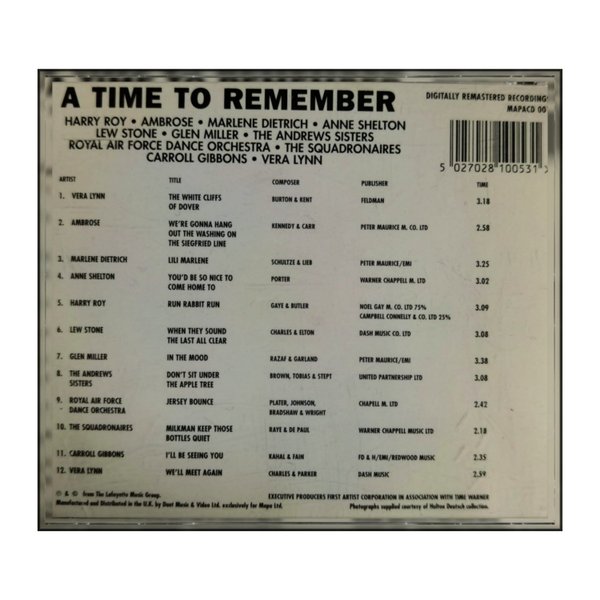 A TIME TO REMEMBER
DIGITALLY REMASTERED RECORDING
MAPACD 00
HARRY ROY • AMBROSE • MARLENE DIETRICH • ANNE SHELTON
LEW STONE • GLEN MILLER • THE ANDREWS SISTERS
ROYAL AIR FORCE DANCE ORCHESTRA • THE SQUADRONAIRES
CARROLL GIBBONS • VERA LYNN
5 027028 100531
ARTIST TITLE COMPOSER PUBLISHER TIME
1. VERA LYNN THE WHITE CLIFFS BURTON & KENT FELDMAN 3.18
OF DOVER
2. AMBROSE WE'RE GONNA HANG KENNEDY & CARR PETER MAURICE M. CO. LTD 2.58
OUT THE WASHING ON
THE SIEGFRIED LINE
3. MARLENE DIETRICH LILI MARLENE SCHULTZE & LIEB PETER MAURICE/EMI 3.25
4. ANNE SHELTON YOU'D BE SO NICE TO PORTER WARNER CHAPPELL M. LTD 3.02
COME HOME TO
5. HARRY ROY RUN RABBIT RUN GAYE & BUTLER NOEL GAY M. CO. LTD 75% 3.09
CAMPBELL CONNELLY & CO. LTD 25%
6. LEW STONE WHEN THEY SOUND CHARLES & ELTON DASH MUSIC CO. LTD 3.08
THE LAST ALL CLEAR
7. GLEN MILLER IN THE MOOD RAZAF & GARLAND PETER MAURICE/EMI 3.38
8. THE ANDREWS DON'T SIT UNDER BROWN, TOBIAS & STEPT UNITED PARTNERSHIP LTD 3.08
SISTERS THE APPLE TREE
9. ROYAL AIR FORCE JERSEY BOUNCE PLATER, JOHNSON, CHAPELL M. LTD 2.42
DANCE ORCHESTRA BRADSHAW & WRIGHT
10. THE SQUADRONAIRES MILKMAN KEEP THOSE RAYE & DE PAUL WARNER CHAPPELL MUSIC LTD 2.18
BOTTLES QUIET
11. CARROLL GIBBONS I'LL BE SEEING YOU KAHAL & FAIN FD & H/EMI/REDWOOD MUSIC 2.35
12. VERA LYNN WE'LL MEET AGAIN CHARLES & PARKER DASH MUSIC 2.59
℗ & © from The Lafayette Music Group. EXECUTIVE PRODUCERS FIRST ARTIST CORPORATION IN ASSOCIATION WITH TIME WARNER
Manufactured and Distributed in the U.K. by Duet Music & Video Ltd. exclusively for Mapa Ltd. Photographs supplied courtesy of Hulton Deutsch collection.